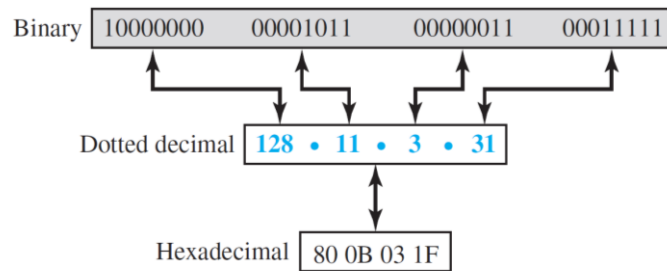 Binary 10000000 00001011 00000011 00011111
Dotted decimal 128 • 11 • 3 • 31
Hexadecimal 80 0B 03 1F